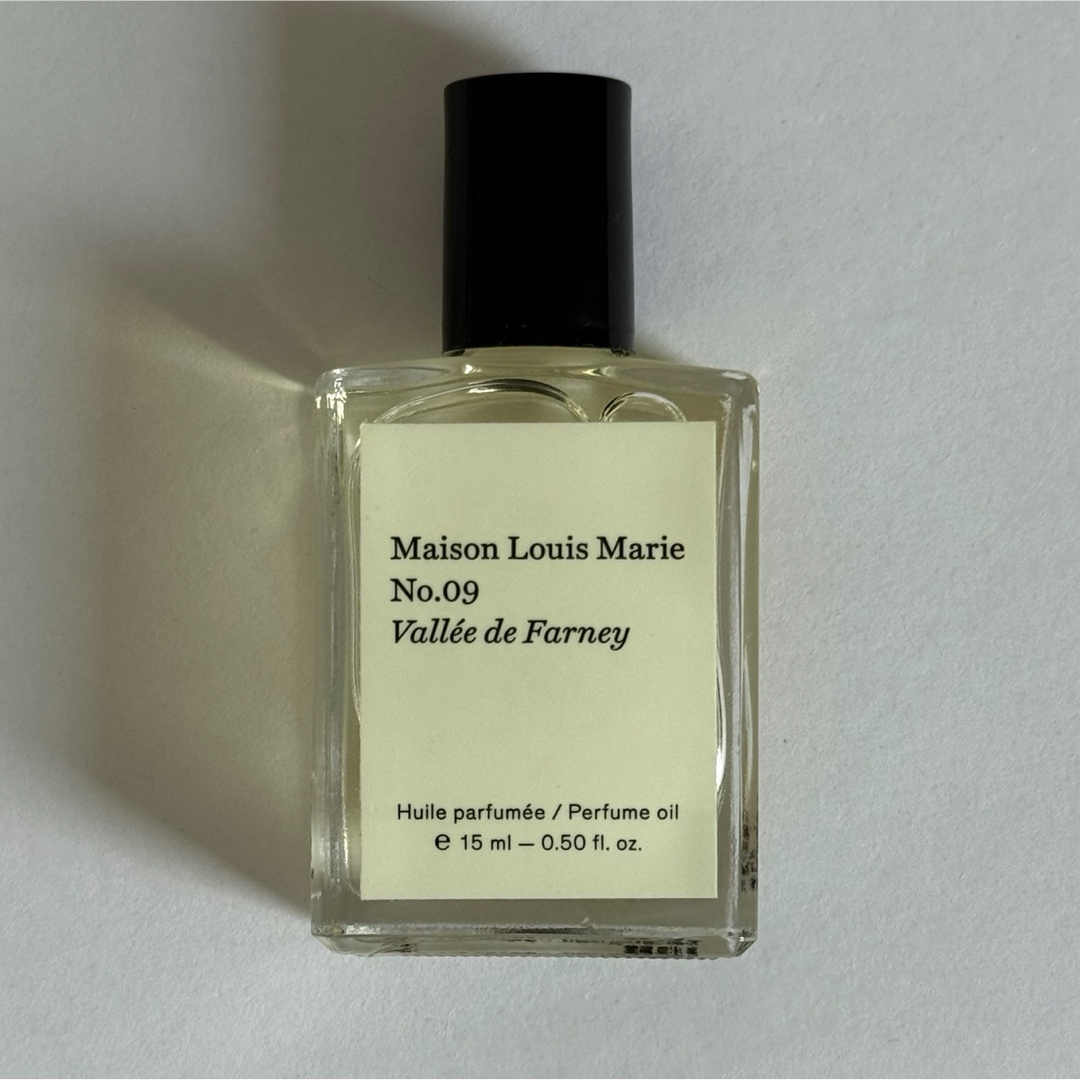 Maison Louis Marie
No.09
Vallée de Farney
Huile parfumée / Perfume oil
℮ 15 ml — 0.50 fl. oz.